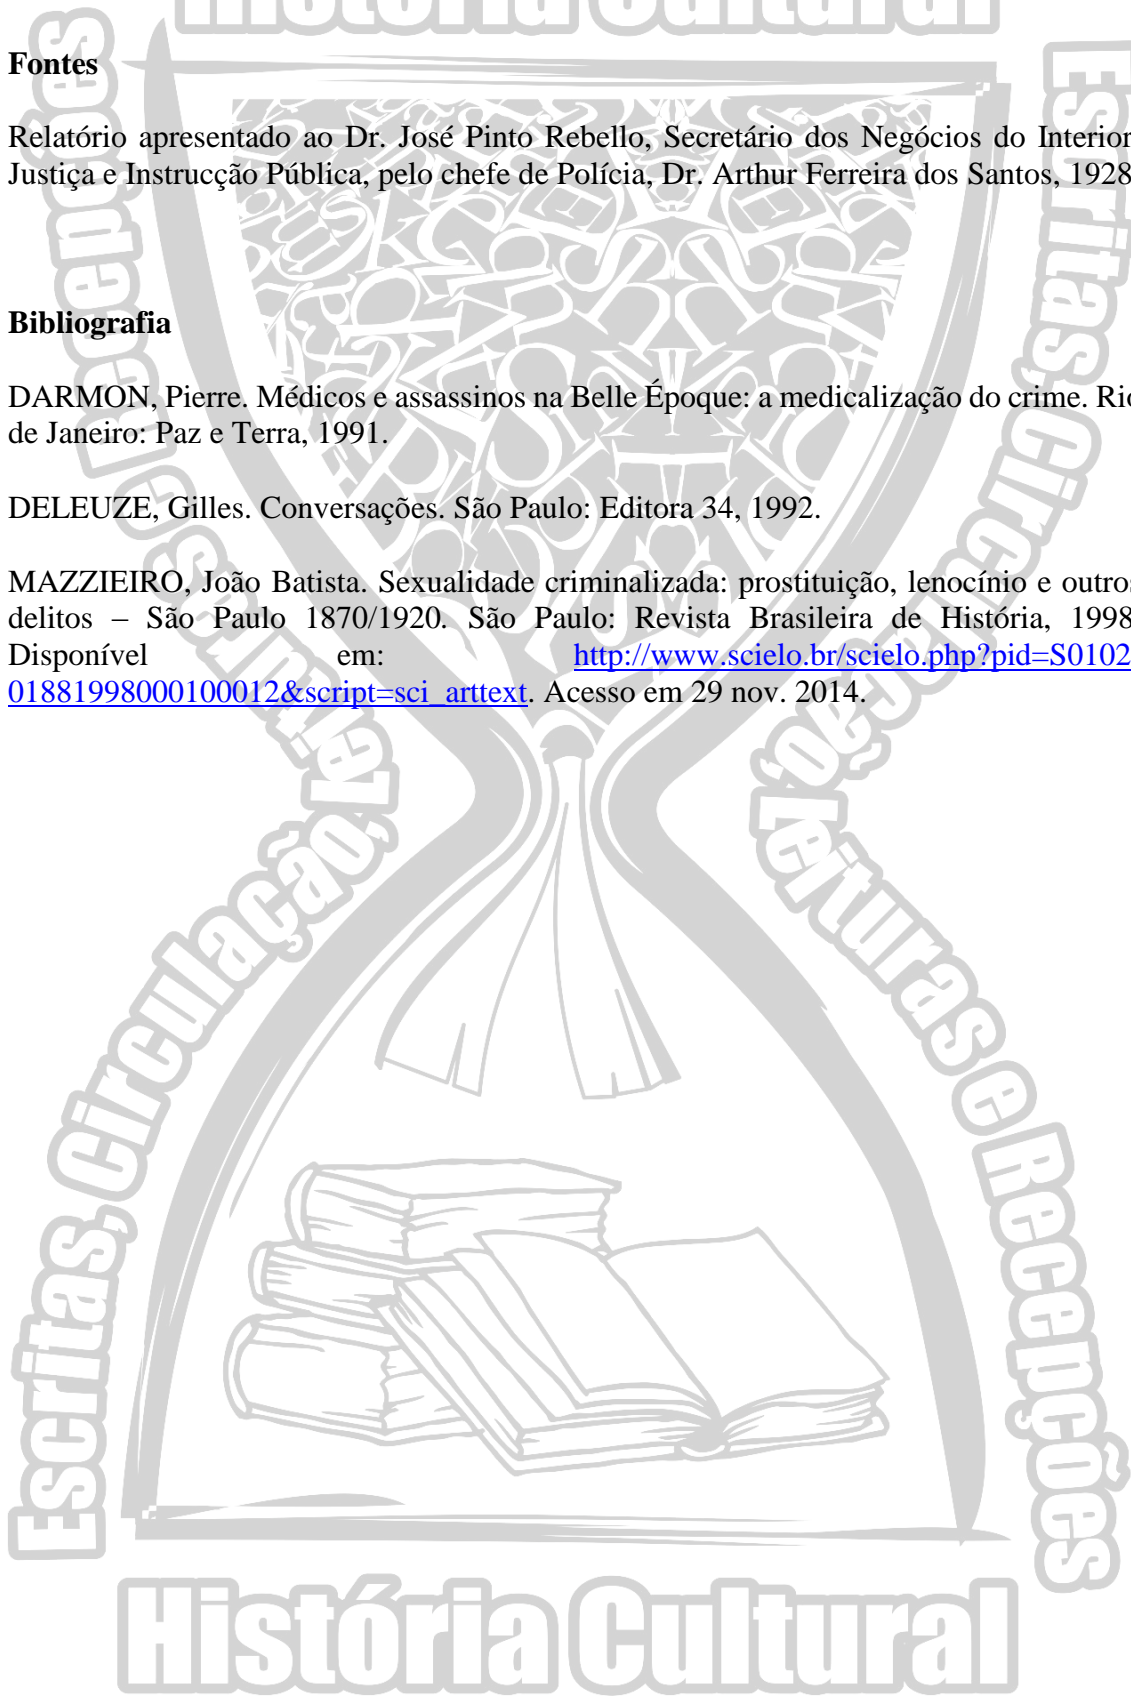 História Cultural
Fontes
Relatório apresentado ao Dr. José Pinto Rebello, Secretário dos Negócios do Interior
Justiça e Instrucção Pública, pelo chefe de Polícia, Dr. Arthur Ferreira dos Santos, 1928
Bibliografia
DARMON, Pierre. Médicos e assassinos na Belle Époque: a medicalização do crime. Rio
de Janeiro: Paz e Terra, 1991.
DELEUZE, Gilles. Conversações. São Paulo: Editora 34, 1992.
MAZZIEIRO, João Batista. Sexualidade criminalizada: prostituição, lenocínio e outros
delitos – São Paulo 1870/1920. São Paulo: Revista Brasileira de História, 1998
Disponível em: http://www.scielo.br/scielo.php?pid=S0102
01881998000100012&script=sci_arttext. Acesso em 29 nov. 2014.
Escritas, Circulação, Leituras e Recepções
Escritas, Circulação, Leituras e Recepções
História Cultural